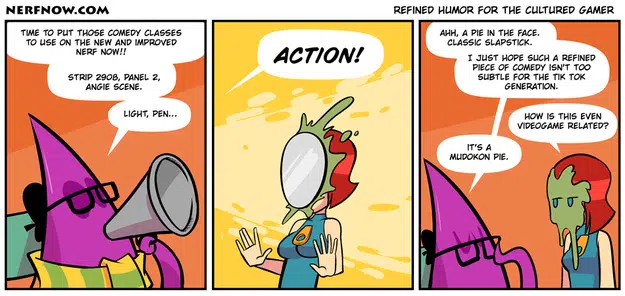 NERFNOW.COM
REFINED HUMOR FOR THE CULTURED GAMER
TIME TO PUT THOSE COMEDY CLASSES
TO USE ON THE NEW AND IMPROVED
NERF NOW!!
STRIP 2908, PANEL 2,
ANGIE SCENE.
LIGHT, PEN...
ACTION!
AHH, A PIE IN THE FACE.
CLASSIC SLAPSTICK.
I JUST HOPE SUCH A REFINED
PIECE OF COMEDY ISN'T TOO
SUBTLE FOR THE TIK TOK
GENERATION.
HOW IS THIS EVEN
VIDEOGAME RELATED?
IT'S A
MUDOKON PIE.